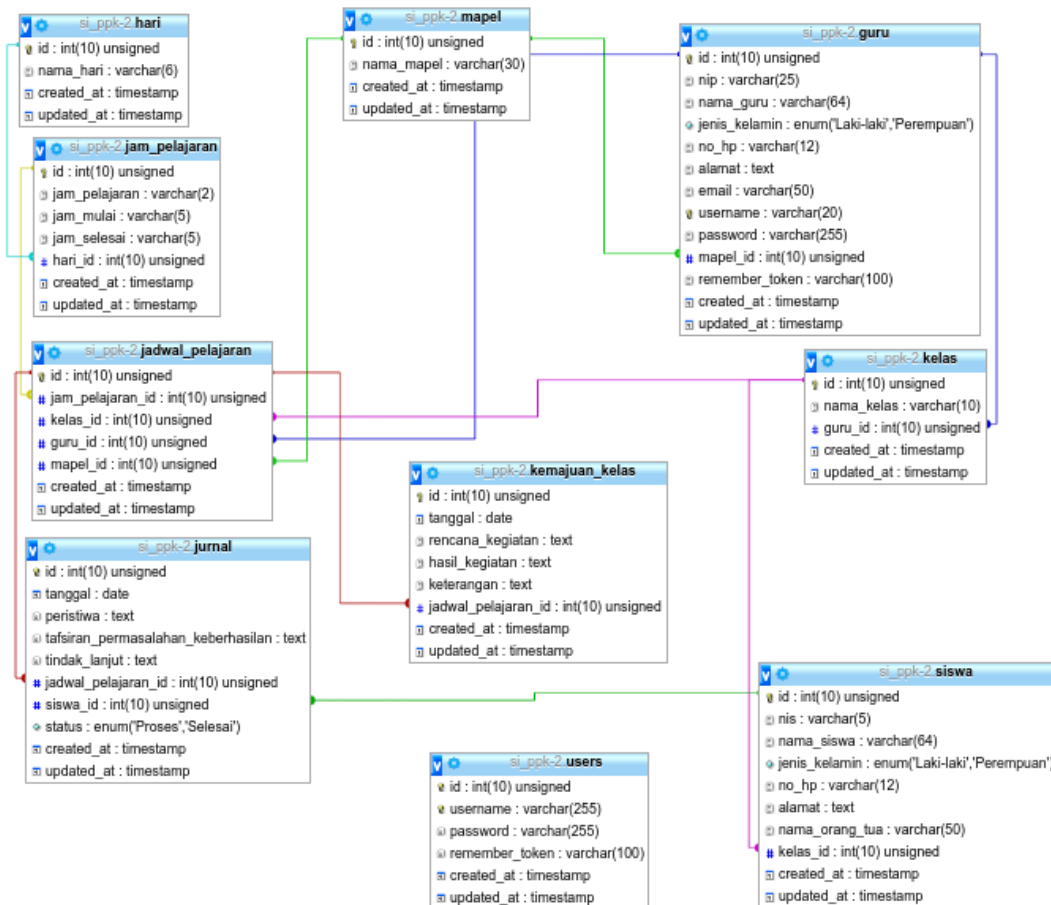 si_ppk-2.hari
id : int(10) unsigned
nama_hari : varchar(6)
created_at : timestamp
updated_at : timestamp
si_ppk-2.mapel
id : int(10) unsigned
nama_mapel : varchar(30)
created_at : timestamp
updated_at : timestamp
si_ppk-2.guru
id : int(10) unsigned
nip : varchar(25)
nama_guru : varchar(64)
jenis_kelamin : enum('Laki-laki','Perempuan')
no_hp : varchar(12)
alamat : text
email : varchar(50)
username : varchar(20)
password : varchar(255)
mapel_id : int(10) unsigned
remember_token : varchar(100)
created_at : timestamp
updated_at : timestamp
si_ppk-2.jam_pelajaran
id : int(10) unsigned
jam_pelajaran : varchar(2)
jam_mulai : varchar(5)
jam_selesai : varchar(5)
hari_id : int(10) unsigned
created_at : timestamp
updated_at : timestamp
si_ppk-2.jadwal_pelajaran
id : int(10) unsigned
jam_pelajaran_id : int(10) unsigned
kelas_id : int(10) unsigned
guru_id : int(10) unsigned
mapel_id : int(10) unsigned
created_at : timestamp
updated_at : timestamp
si_ppk-2.kelas
id : int(10) unsigned
nama_kelas : varchar(10)
guru_id : int(10) unsigned
created_at : timestamp
updated_at : timestamp
si_ppk-2.kemajuan_kelas
id : int(10) unsigned
tanggal : date
rencana_kegiatan : text
hasil_kegiatan : text
keterangan : text
jadwal_pelajaran_id : int(10) unsigned
created_at : timestamp
updated_at : timestamp
si_ppk-2.jurnal
id : int(10) unsigned
tanggal : date
peristiwa : text
tafsiran_permasalahan_keberhasilan : text
tindak_lanjut : text
jadwal_pelajaran_id : int(10) unsigned
siswa_id : int(10) unsigned
status : enum('Proses','Selesai')
created_at : timestamp
updated_at : timestamp
si_ppk-2.siswa
id : int(10) unsigned
nis : varchar(5)
nama_siswa : varchar(64)
jenis_kelamin : enum('Laki-laki','Perempuan')
no_hp : varchar(12)
alamat : text
nama_orang_tua : varchar(50)
kelas_id : int(10) unsigned
created_at : timestamp
updated_at : timestamp
si_ppk-2.users
id : int(10) unsigned
username : varchar(255)
password : varchar(255)
remember_token : varchar(100)
created_at : timestamp
updated_at : timestamp